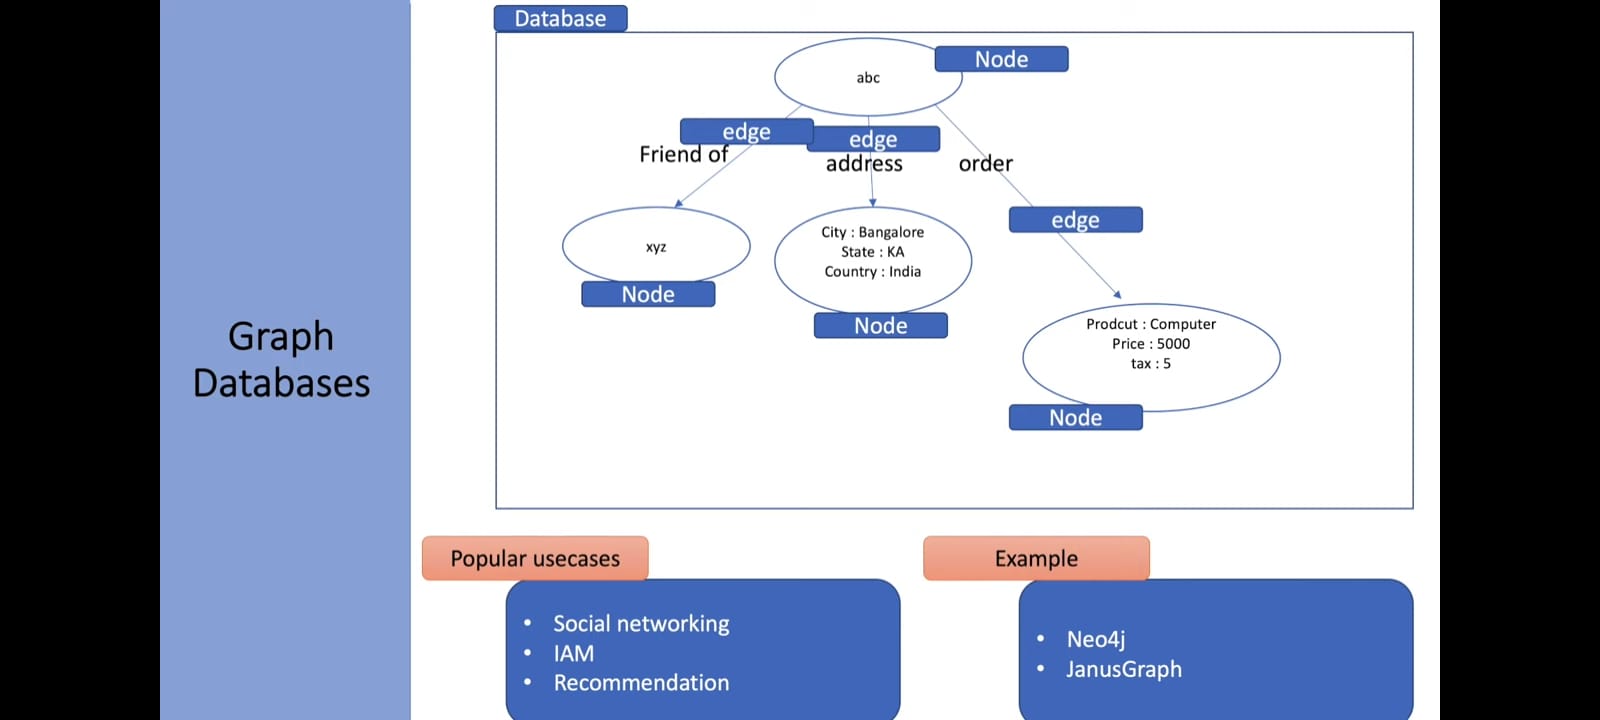 Graph
Databases
Database
abc
Node
edge
Friend of
edge
address
order
edge
xyz
Node
City : Bangalore
State : KA
Country : India
Node
Prodcut : Computer
Price : 5000
tax : 5
Node
Popular usecases
• Social networking
• IAM
• Recommendation
Example
• Neo4j
• JanusGraph